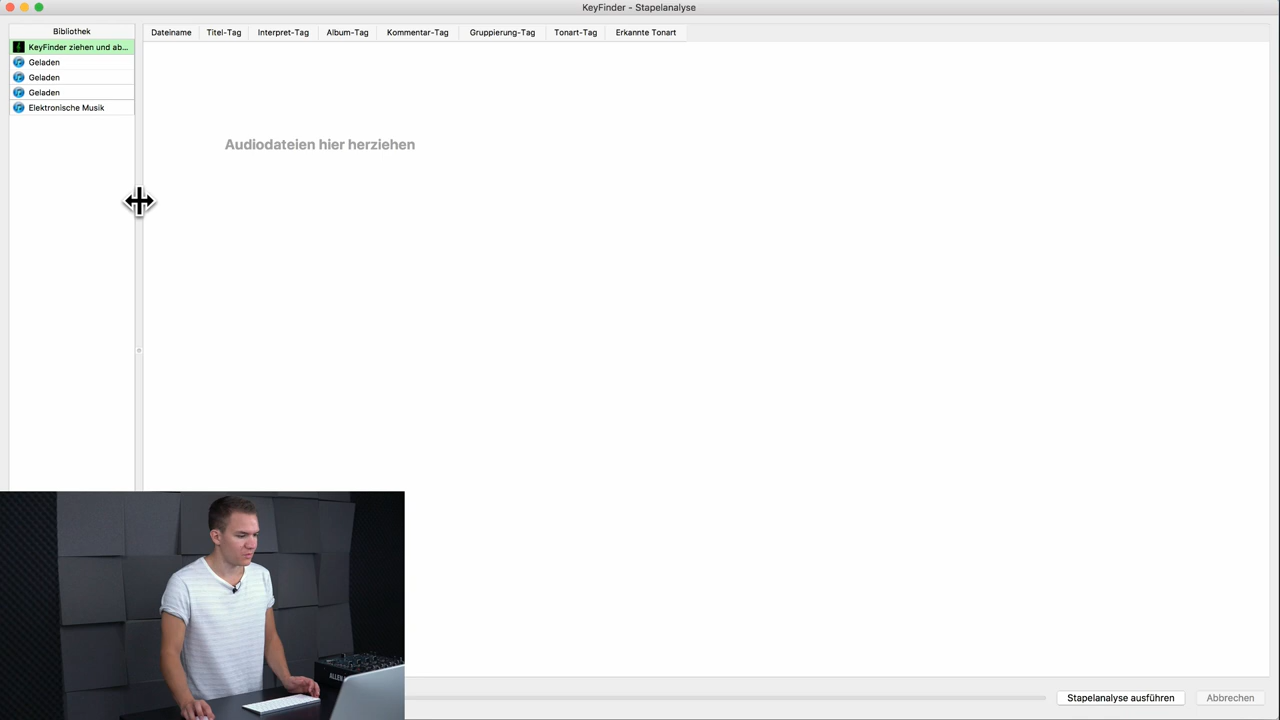 KeyFinder - Stapelanalyse
Bibliothek
KeyFinder ziehen und ab...
Geladen
Geladen
Geladen
Elektronische Musik
Dateiname Titel-Tag Interpret-Tag Album-Tag Kommentar-Tag Gruppierung-Tag Tonart-Tag Erkannte Tonart
Audiodateien hier herziehen
ALLEN
Stapelanalyse ausführen Abbrechen